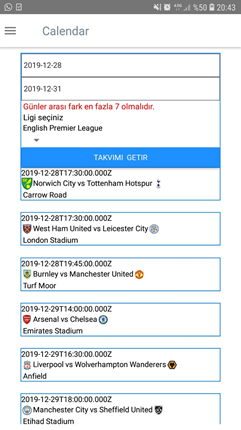 %50 20:43
Calendar
2019-12-28
2019-12-31
Günler arası fark en fazla 7 olmalıdır.
Ligi seçiniz
English Premier League
TAKVIMI GETIR
2019-12-28T17:30:00.000Z
Norwich City vs Tottenham Hotspur
Carrow Road
2019-12-28T17:30:00.000Z
West Ham United vs Leicester City
London Stadium
2019-12-28T19:45:00.000Z
Burnley vs Manchester United
Turf Moor
2019-12-29T14:00:00.000Z
Arsenal vs Chelsea
Emirates Stadium
2019-12-29T16:30:00.000Z
Liverpool vs Wolverhampton Wanderers
Anfield
2019-12-29T18:00:00.000Z
Manchester City vs Sheffield United
Etihad Stadium